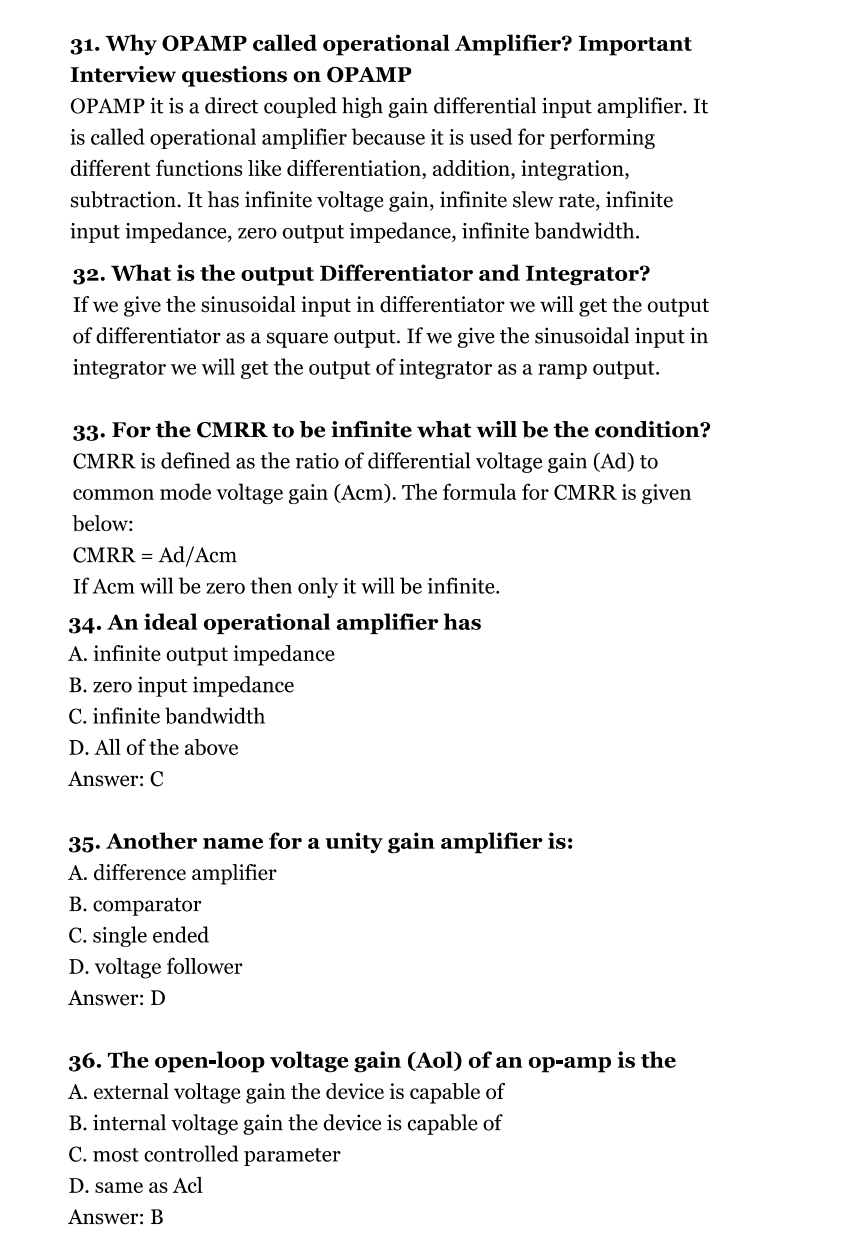 31. Why OPAMP called operational Amplifier? Important
Interview questions on OPAMP
OPAMP it is a direct coupled high gain differential input amplifier. It
is called operational amplifier because it is used for performing
different functions like differentiation, addition, integration,
subtraction. It has infinite voltage gain, infinite slew rate, infinite
input impedance, zero output impedance, infinite bandwidth.
32. What is the output Differentiator and Integrator?
If we give the sinusoidal input in differentiator we will get the output
of differentiator as a square output. If we give the sinusoidal input in
integrator we will get the output of integrator as a ramp output.
33. For the CMRR to be infinite what will be the condition?
CMRR is defined as the ratio of differential voltage gain (Ad) to
common mode voltage gain (Acm). The formula for CMRR is given
below:
CMRR = Ad/Acm
If Acm will be zero then only it will be infinite.
34. An ideal operational amplifier has
A. infinite output impedance
B. zero input impedance
C. infinite bandwidth
D. All of the above
Answer: C
35. Another name for a unity gain amplifier is:
A. difference amplifier
B. comparator
C. single ended
D. voltage follower
Answer: D
36. The open-loop voltage gain (Aol) of an op-amp is the
A. external voltage gain the device is capable of
B. internal voltage gain the device is capable of
C. most controlled parameter
D. same as Acl
Answer: B